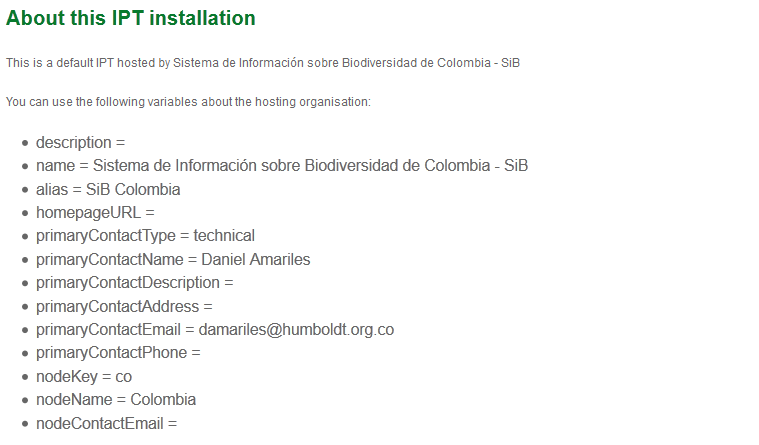 About this IPT installation
This is a default IPT hosted by Sistema de Información sobre Biodiversidad de Colombia - SiB
You can use the following variables about the hosting organisation:
description =
name = Sistema de Información sobre Biodiversidad de Colombia - SiB
alias = SiB Colombia
homepageURL =
primaryContactType = technical
primaryContactName = Daniel Amariles
primaryContactDescription =
primaryContactAddress =
primaryContactEmail = damariles@humboldt.org.co
primaryContactPhone =
nodeKey = co
nodeName = Colombia
nodeContactEmail =